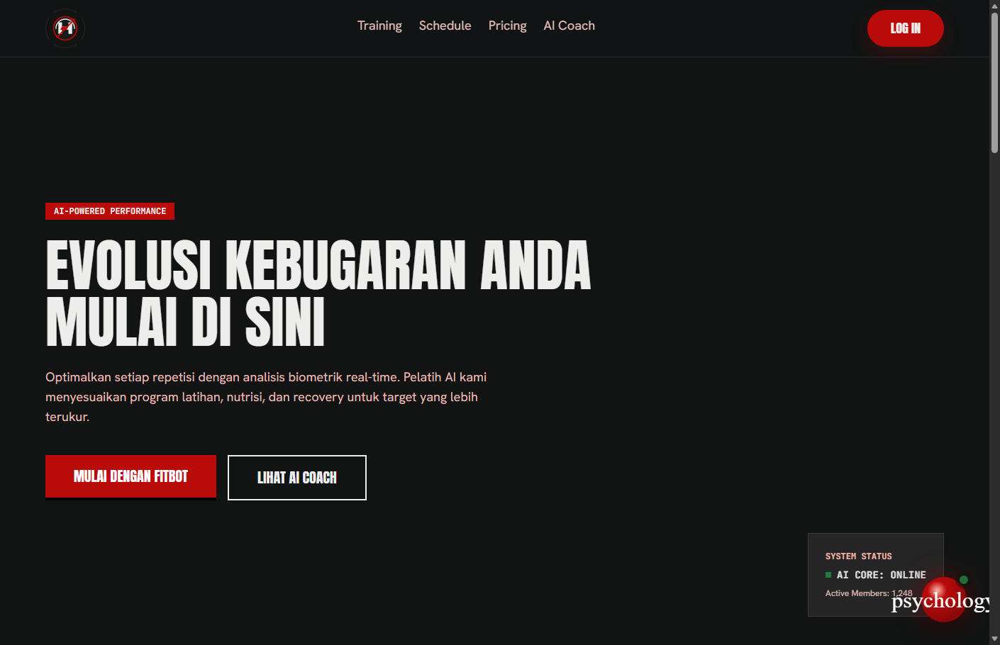 Training Schedule Pricing AI Coach
LOG IN
AI-POWERED PERFORMANCE
EVOLUSI KEBUGARAN ANDA
MULAI DI SINI
Optimalkan setiap repetisi dengan analisis biometrik real-time. Pelatih AI kami
menyesuaikan program latihan, nutrisi, dan recovery untuk target yang lebih
terukur.
MULAI DENGAN FITBOT
LIHAT AI COACH
SYSTEM STATUS
AI CORE: ONLINE
Active Members: 1,248
psychology